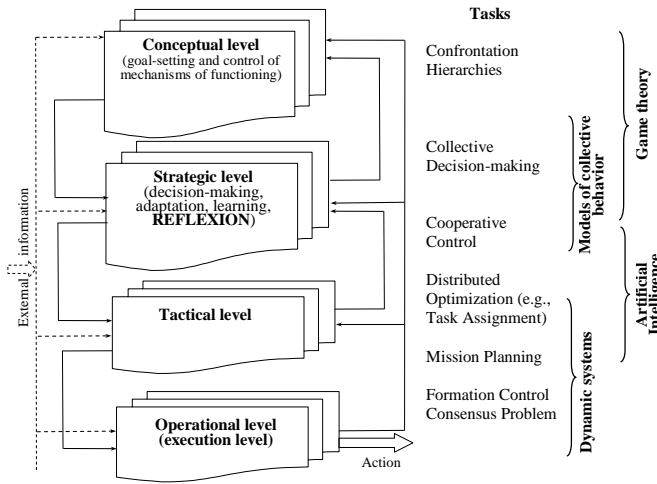 Tasks
Conceptual level
(goal-setting and control of
mechanisms of functioning)
Confrontation
Hierarchies
Strategic level
(decision-making,
adaptation, learning,
REFLEXION)
Collective
Decision-making
Cooperative
Control
Tactical level
Distributed
Optimization (e.g.,
Task Assignment)
Mission Planning
Operational level
(execution level)
Formation Control
Consensus Problem
Action
External information
Game theory
Models of collective
behavior
Artificial
Intelligence
Dynamic systems